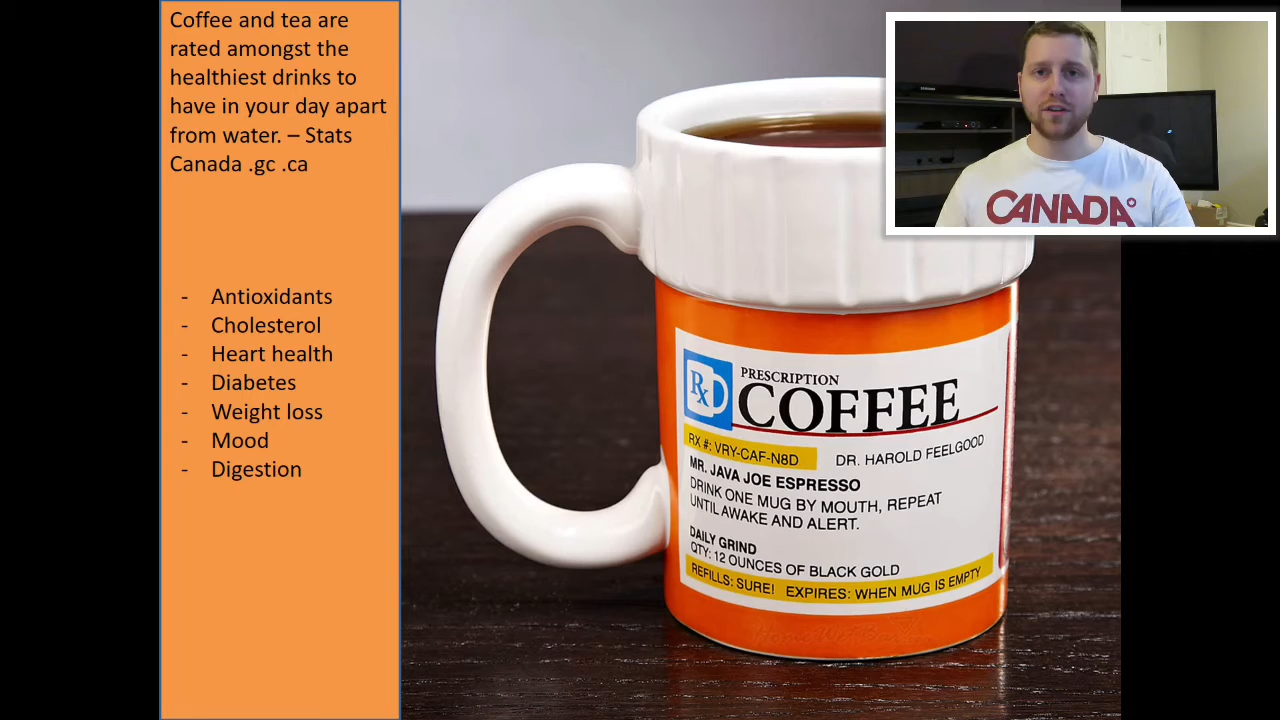 Coffee and tea are
rated amongst the
healthiest drinks to
have in your day apart
from water. – Stats
Canada .gc .ca
- Antioxidants
- Cholesterol
- Heart health
- Diabetes
- Weight loss
- Mood
- Digestion
CANADA
Rx
PRESCRIPTION
COFFEE
RX #: VRY-CAF-N8D
DR. HAROLD FEELGOOD
MR. JAVA JOE ESPRESSO
DRINK ONE MUG BY MOUTH, REPEAT
UNTIL AWAKE AND ALERT.
DAILY GRIND
QTY: 12 OUNCES OF BLACK GOLD
REFILLS: SURE! EXPIRES: WHEN MUG IS EMPTY